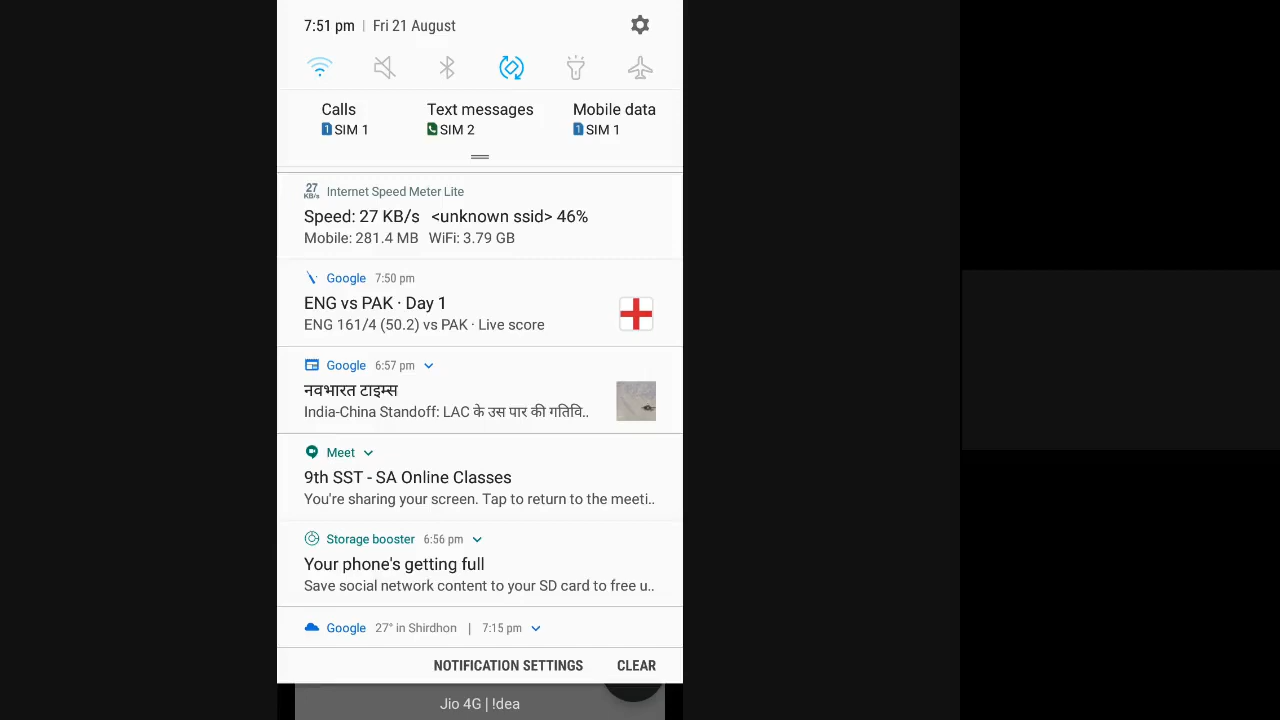 7:51 pm | Fri 21 August
Calls Text messages Mobile data
1 SIM 1 SIM 2 1 SIM 1
27 KB/s Internet Speed Meter Lite
Speed: 27 KB/s <unknown ssid> 46%
Mobile: 281.4 MB WiFi: 3.79 GB
Google 7:50 pm
ENG vs PAK · Day 1
ENG 161/4 (50.2) vs PAK · Live score
Google 6:57 pm
नवभारत टाइम्स
India-China Standoff: LAC के उस पार की गतिवि..
Meet
9th SST - SA Online Classes
You're sharing your screen. Tap to return to the meeti..
Storage booster 6:56 pm
Your phone's getting full
Save social network content to your SD card to free u..
Google 27° in Shirdhon | 7:15 pm
NOTIFICATION SETTINGS CLEAR
Jio 4G | !dea